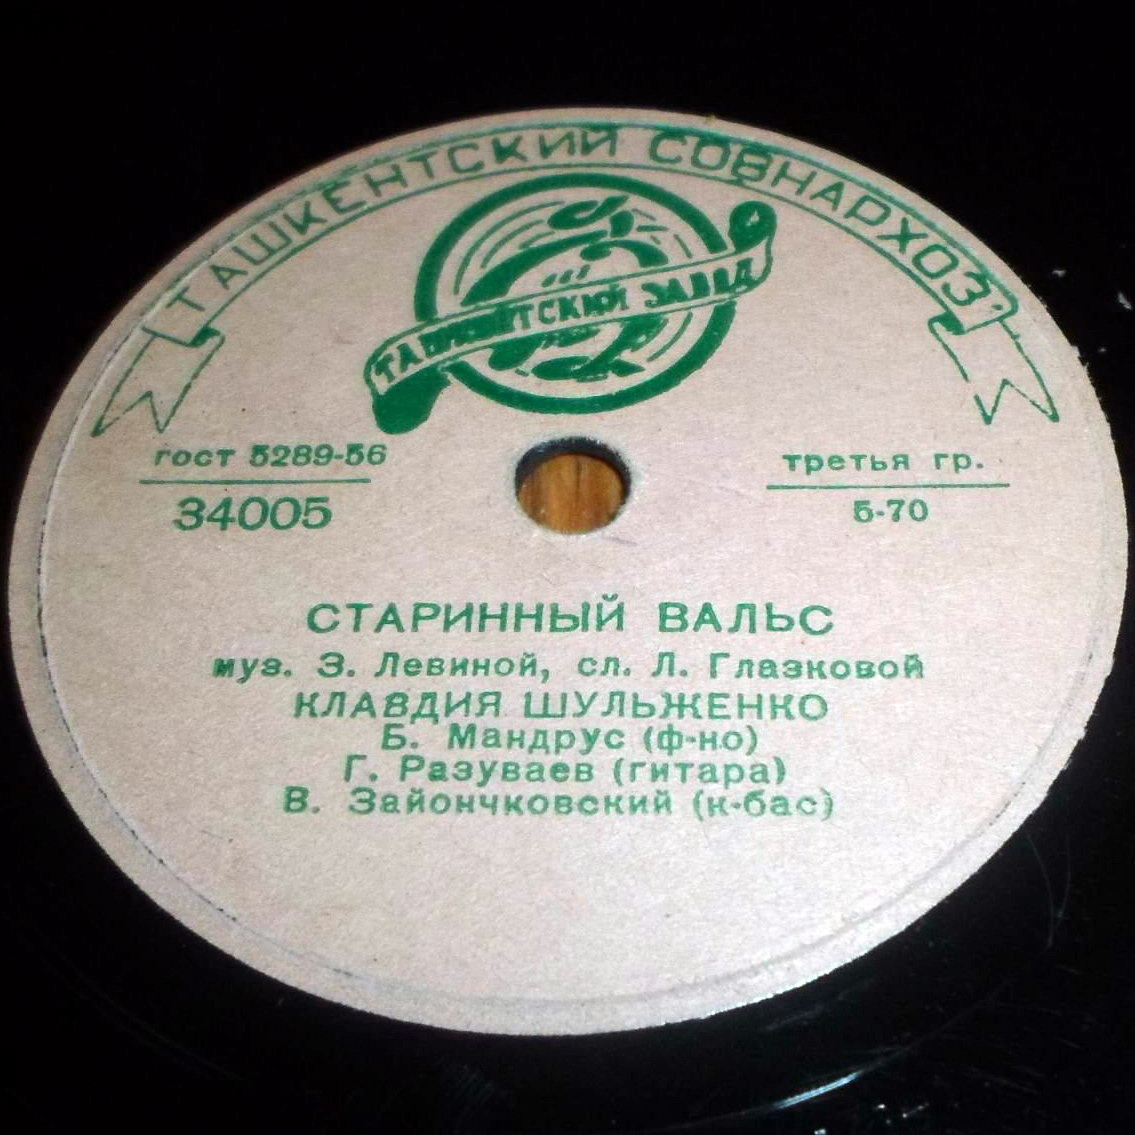 ТАШКЕНТСКИЙ СОВНАРХОЗ
ТАШКЕНТСКИЙ ЗАВОД
гост 5289-56
34005
третья гр.
5-70
СТАРИННЫЙ ВАЛЬС
муз. З. Левиной, сл. Л. Глазковой
КЛАВДИЯ ШУЛЬЖЕНКО
Б. Мандрус (ф-но)
Г. Разуваев (гитара)
В. Зайончковский (к-бас)